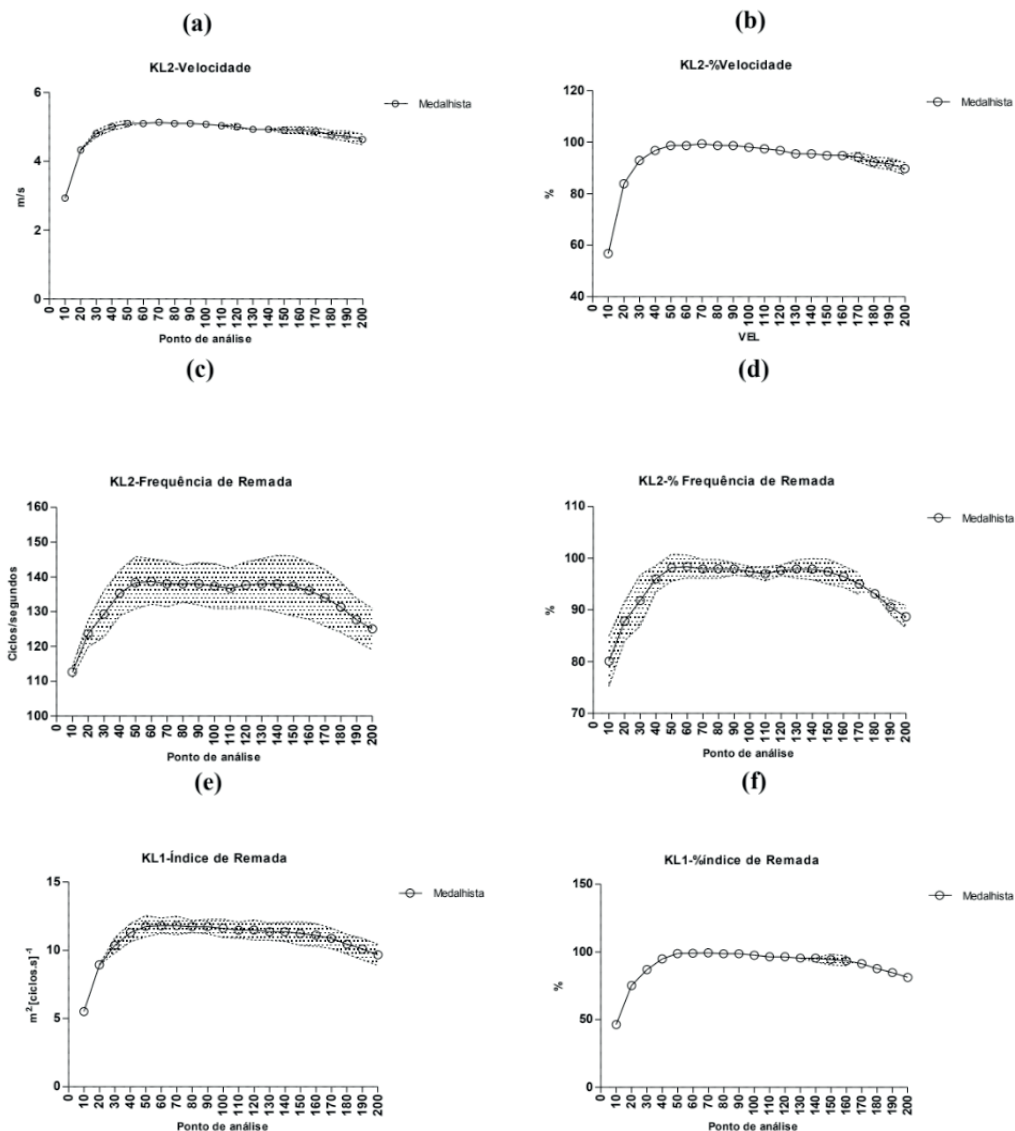 (a)
KL2-Velocidade
6
4
2
0
m/s
Medalhista
0 10 20 30 40 50 60 70 80 90 100 110 120 130 140 150 160 170 180 190 200
Ponto de análise
(b)
KL2-%Velocidade
120
100
80
60
40
%
Medalhista
0 10 20 30 40 50 60 70 80 90 100 110 120 130 140 150 160 170 180 190 200
VEL
(c)
KL2-Frequência de Remada
160
150
140
130
120
110
100
Ciclos/segundos
0 10 20 30 40 50 60 70 80 90 100 110 120 130 140 150 160 170 180 190 200
Ponto de análise
(d)
KL2-% Frequência de Remada
110
100
90
80
70
%
Medalhista
0 10 20 30 40 50 60 70 80 90 100 110 120 130 140 150 160 170 180 190 200
Ponto de análise
(e)
KL1-Índice de Remada
15
10
5
0
m²[ciclos.s]⁻¹
Medalhista
0 10 20 30 40 50 60 70 80 90 100 110 120 130 140 150 160 170 180 190 200
Ponto de análise
(f)
KL1-%índice de Remada
150
100
50
0
%
Medalhista
0 10 20 30 40 50 60 70 80 90 100 110 120 130 140 150 160 170 180 190 200
Ponto de análise